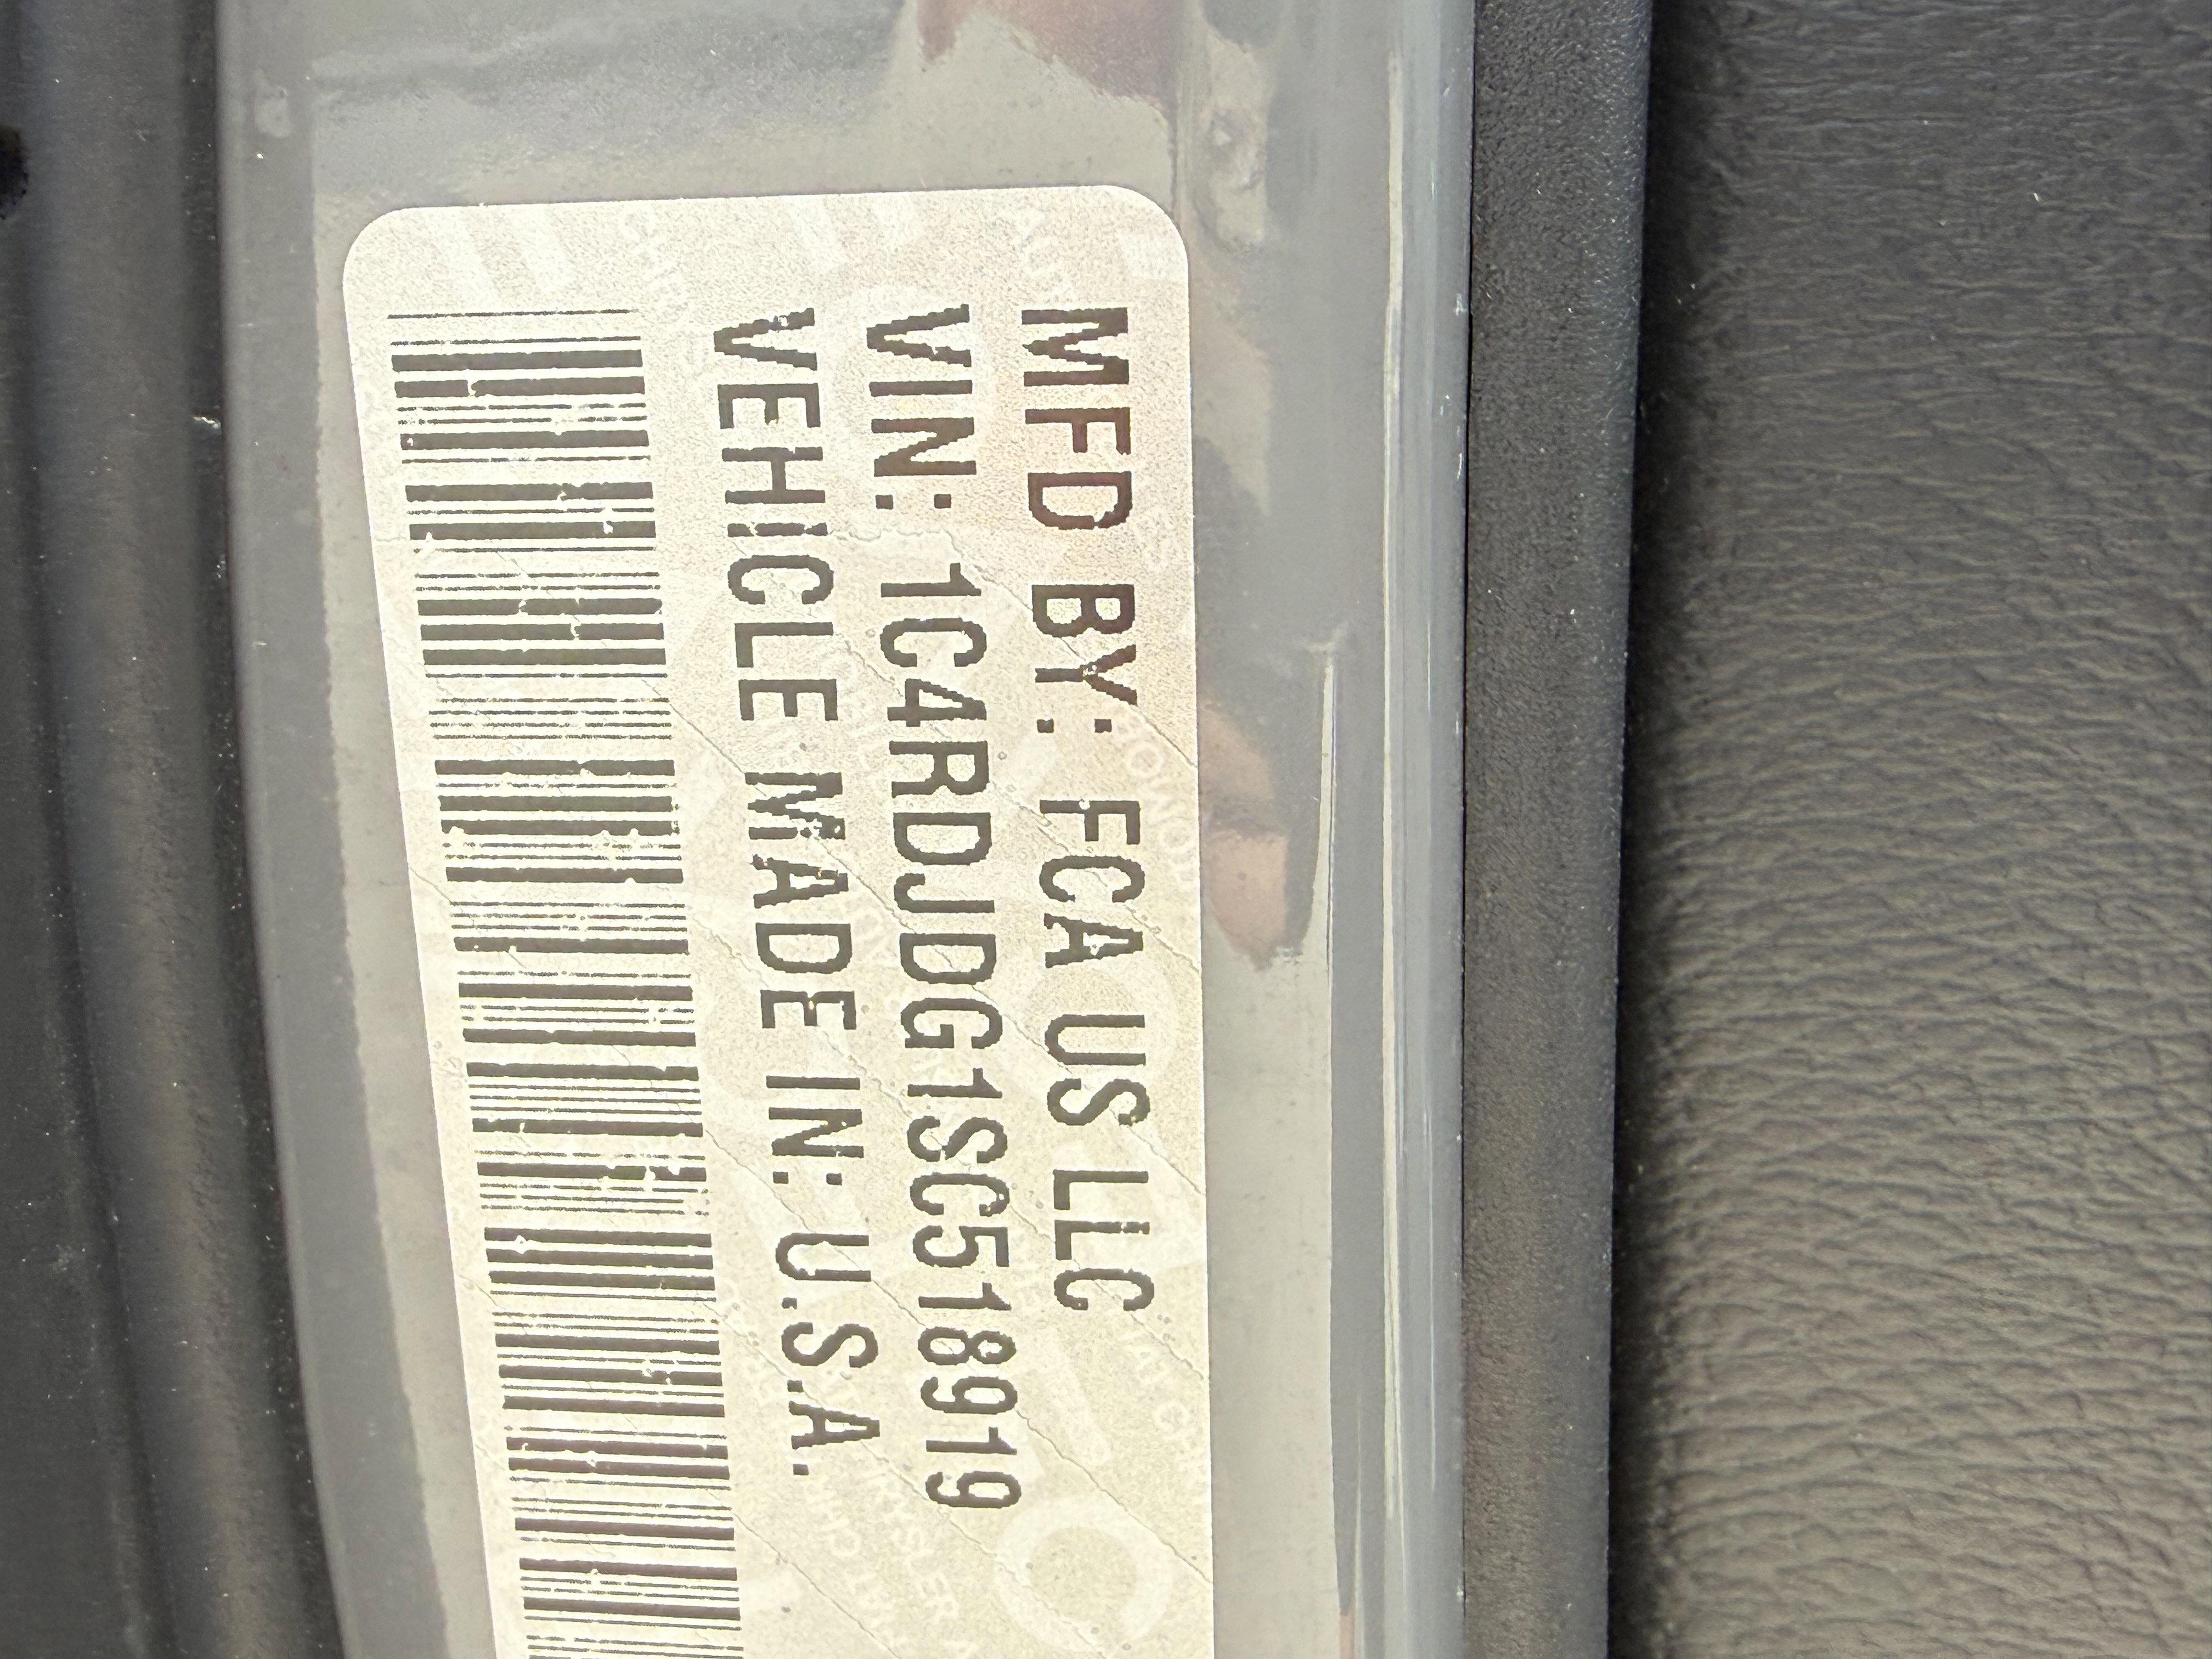 MFD BY: FCA US LLC
VIN: 1C4RDJDG1SC518919
VEHICLE MADE IN: U.S.A.